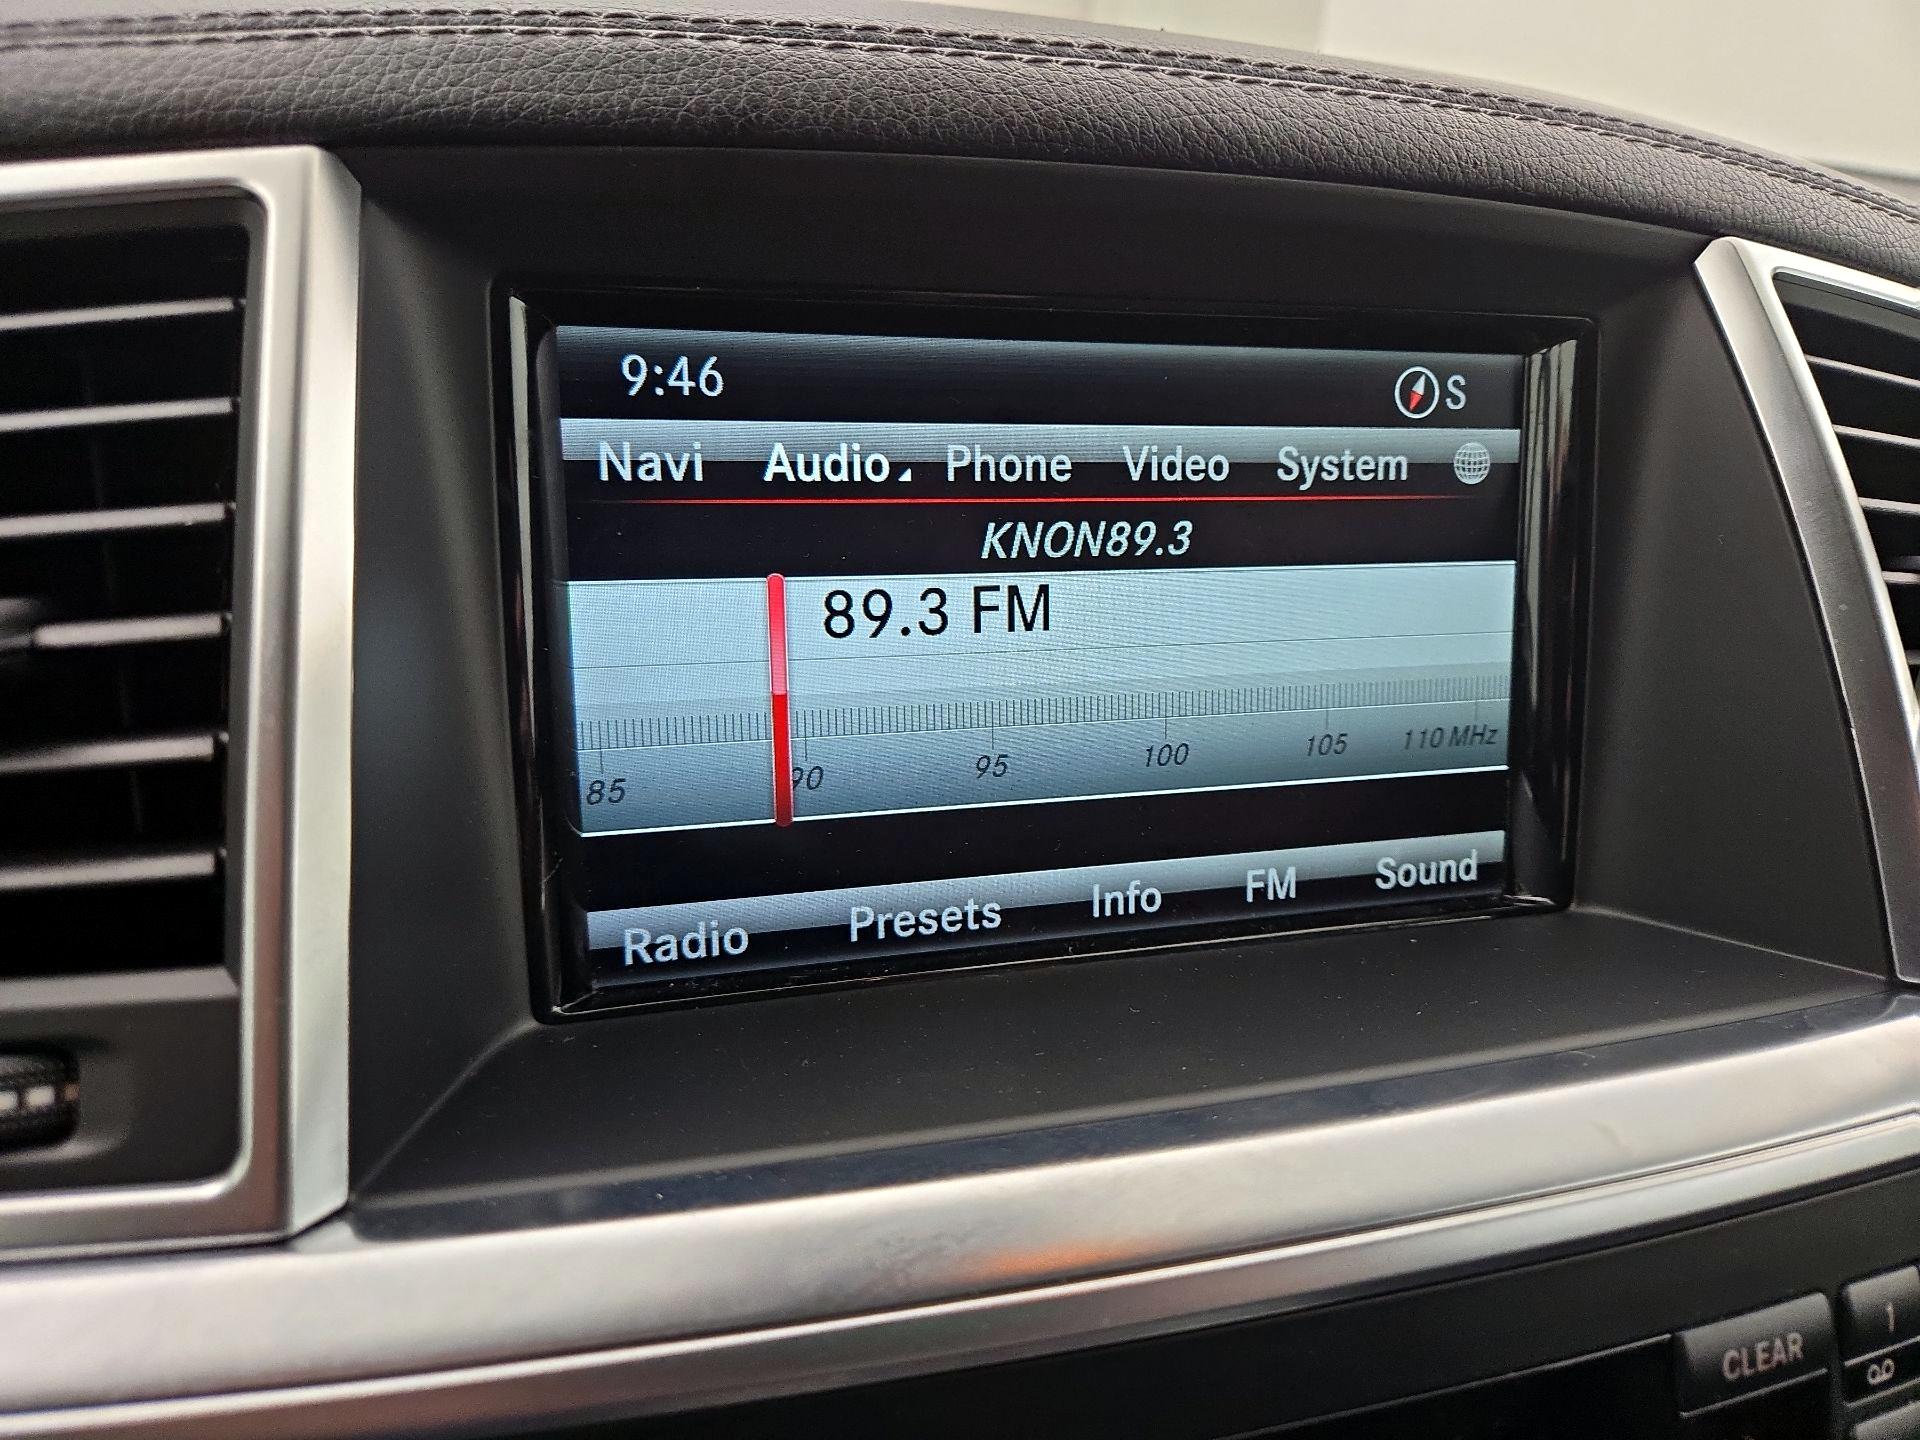 9:46 S
Navi Audio Phone Video System
KNON89.3
89.3 FM
85 90 95 100 105 110 MHz
Radio Presets Info FM Sound
CLEAR 1